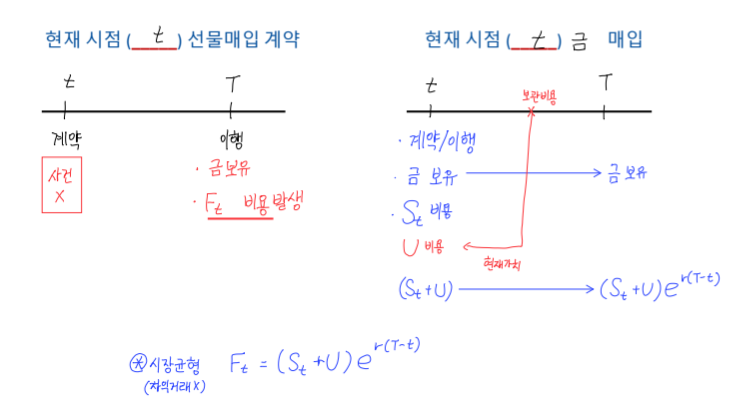 현재 시점 ( t ) 선물매입 계약
t T
계약 이행
사건
X
· 금보유
· Ft 비용발생
현재 시점 ( t ) 금 매입
t T
보관비용
· 계약/이행
· 금 보유 → 금보유
· St 비용
U 비용
현재가치
(St+U) → (St+U)e^r(T-t)
⊛시장균형 Ft = (St+U)e^r(T-t)
(차익거래 X)